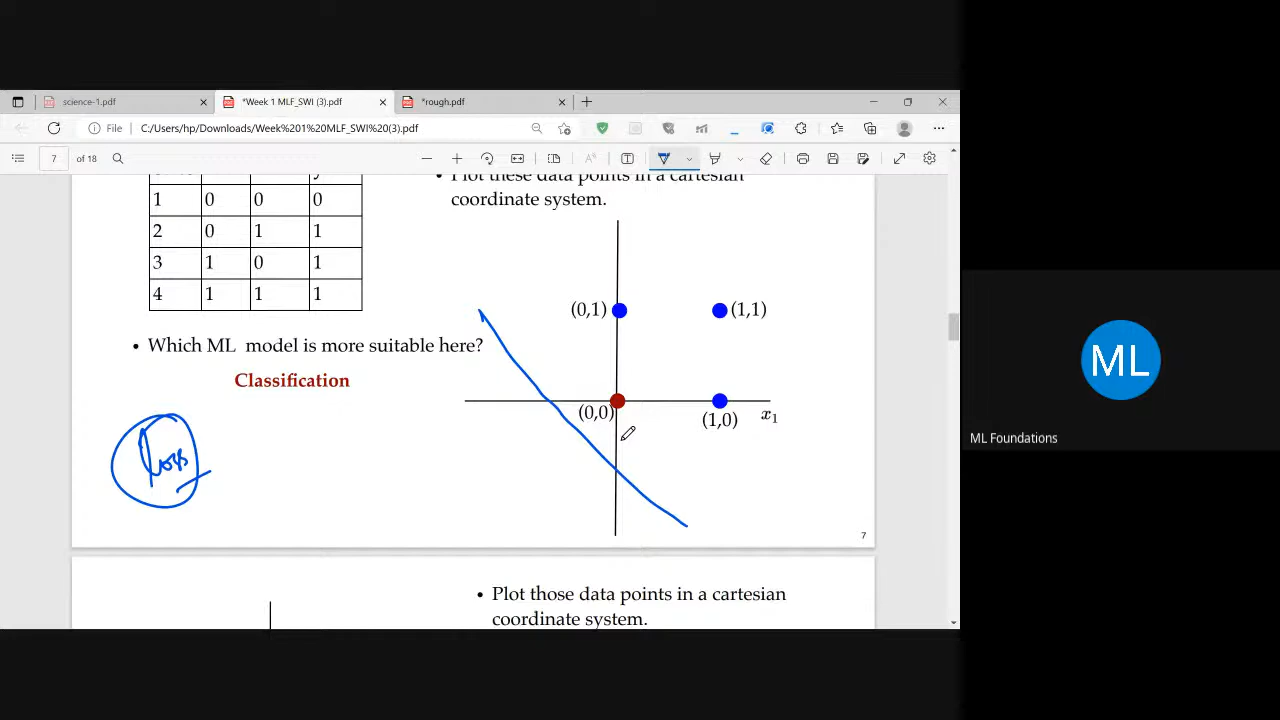 science-1.pdf
*Week 1 MLF_SWI (3).pdf
*rough.pdf
File
C:/Users/hp/Downloads/Week%201%20MLF_SWI%20(3).pdf
7 of 18
y
1 0 0 0
2 0 1 1
3 1 0 1
4 1 1 1
• Plot these data points in a cartesian
coordinate system.
(0,1)
(1,1)
• Which ML model is more suitable here?
Classification
(0,0)
(1,0)
x₁
loss
7
• Plot those data points in a cartesian
coordinate system.
ML
ML Foundations